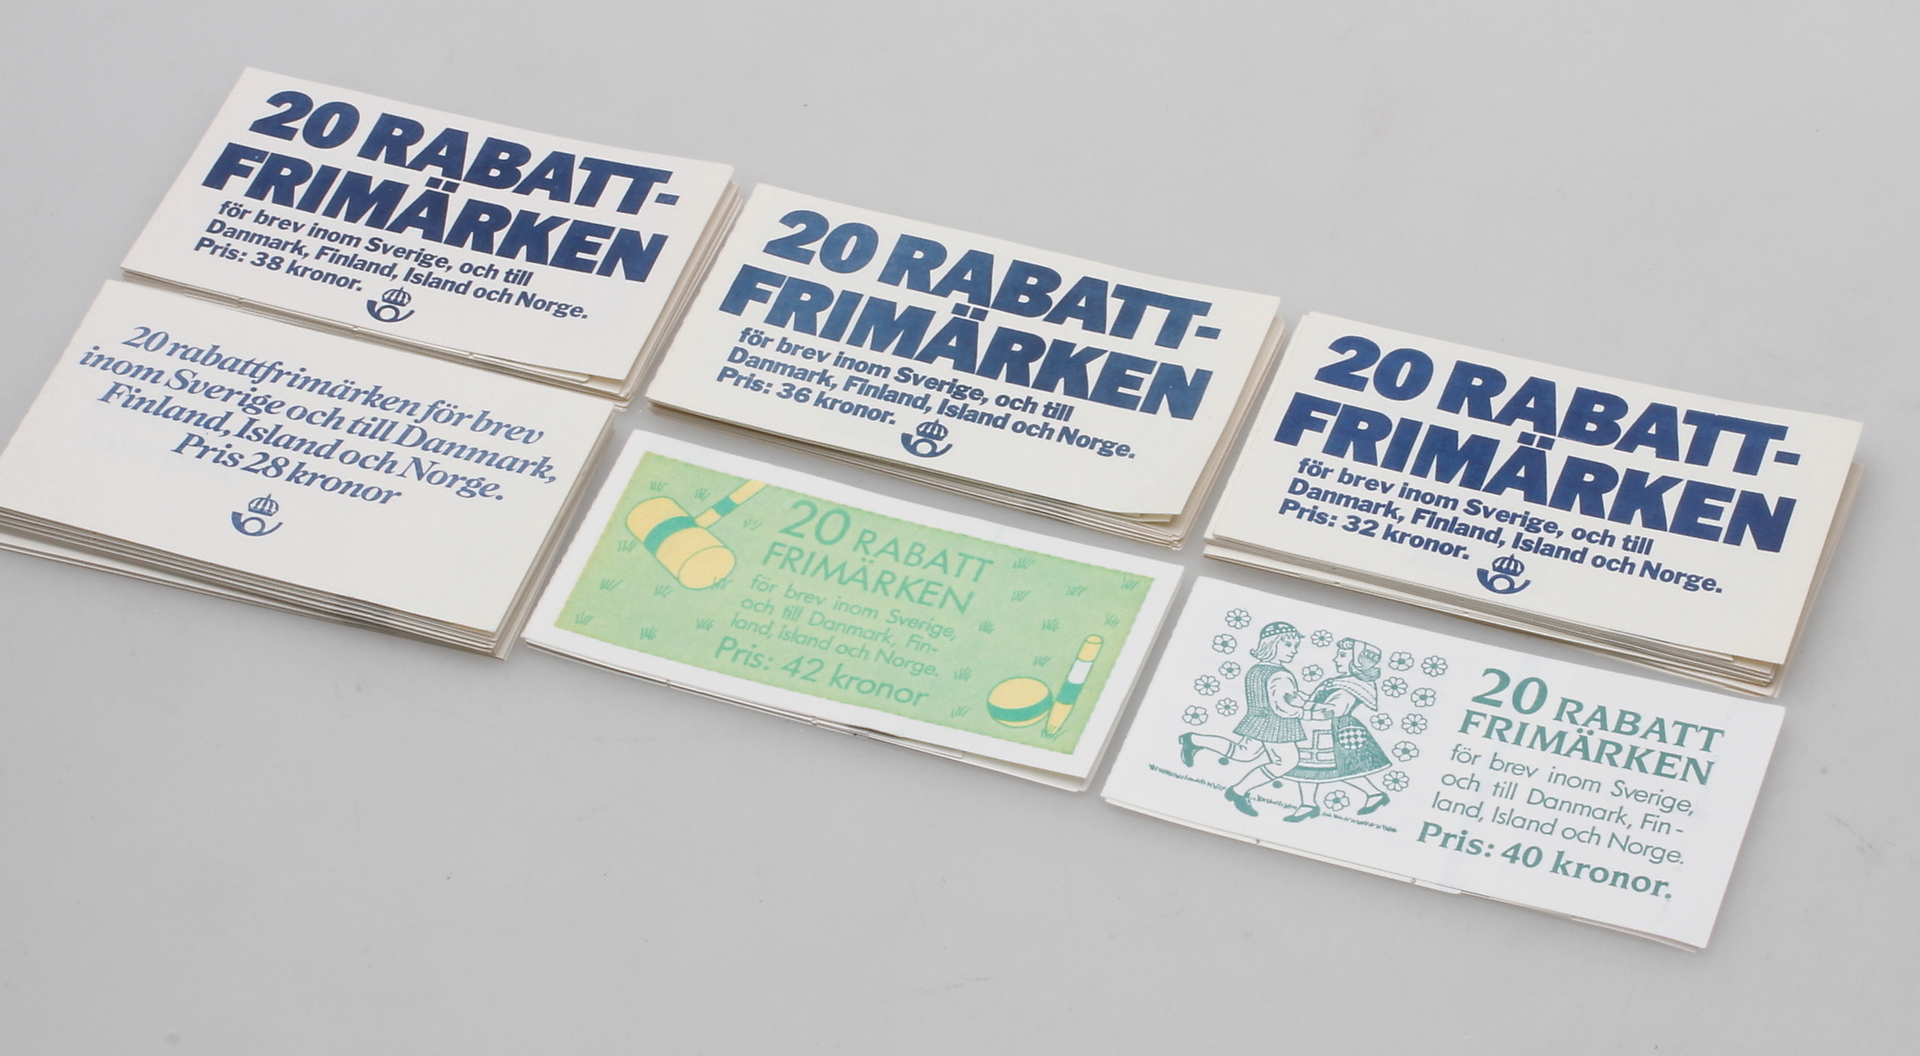 20 RABATT-
FRIMÄRKEN
för brev inom Sverige, och till
Danmark, Finland, Island och Norge.
Pris: 38 kronor.
20 RABATT-
FRIMÄRKEN
för brev inom Sverige, och till
Danmark, Finland, Island och Norge.
Pris: 36 kronor.
20 RABATT-
FRIMÄRKEN
för brev inom Sverige, och till
Danmark, Finland, Island och Norge.
Pris: 32 kronor.
20 rabattfrimärken för brev
inom Sverige och till Danmark,
Finland, Island och Norge.
Pris 28 kronor
20 RABATT
FRIMÄRKEN
för brev inom Sverige,
och till Danmark, Fin-
land, Island och Norge.
Pris: 42 kronor
20 RABATT
FRIMÄRKEN
för brev inom Sverige,
och till Danmark, Fin-
land, Island och Norge.
Pris: 40 kronor.